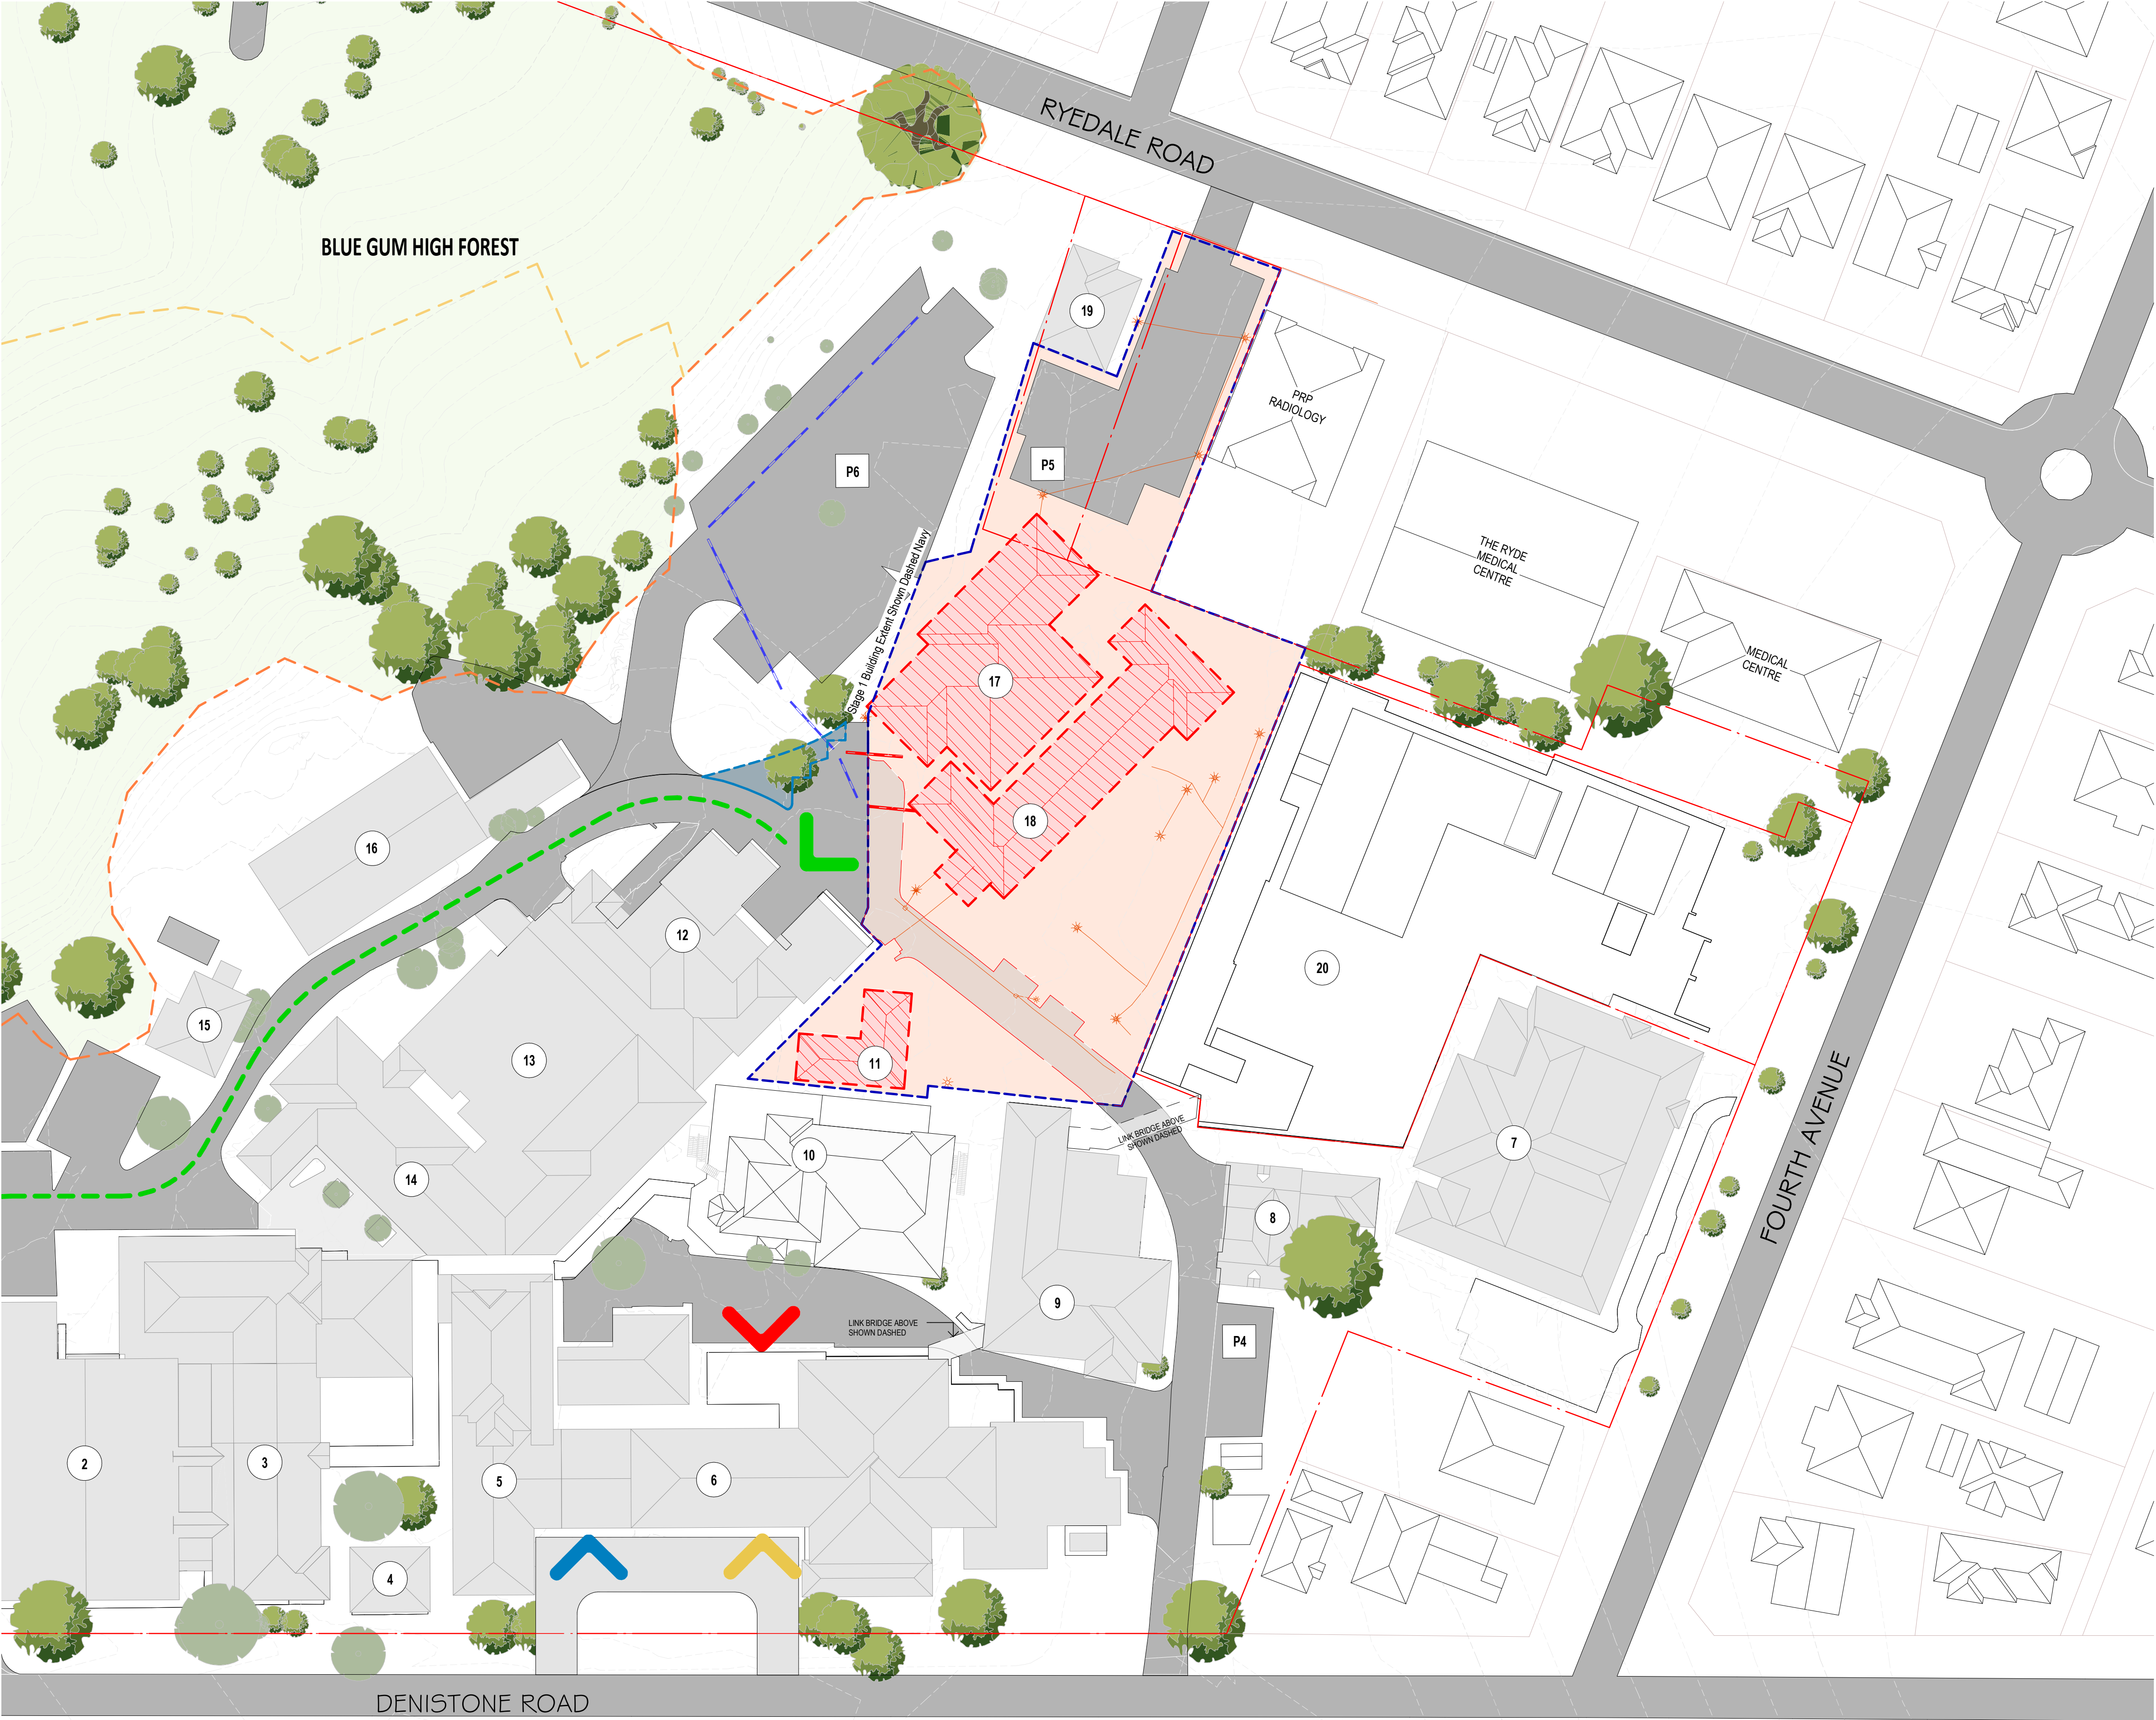 RYEDALE ROAD
BLUE GUM HIGH FOREST
19
PRP
RADIOLOGY
P6
P5
THE RYDE
MEDICAL
CENTRE
Stage 1 Building Extent Shown Dashed Navy
MEDICAL
CENTRE
17
18
16
12
20
15
13
11
LINK BRIDGE ABOVE
SHOWN DASHED
7
10
14
8
FOURTH AVENUE
9
LINK BRIDGE ABOVE
SHOWN DASHED
P4
2
3
5
6
4
DENISTONE ROAD